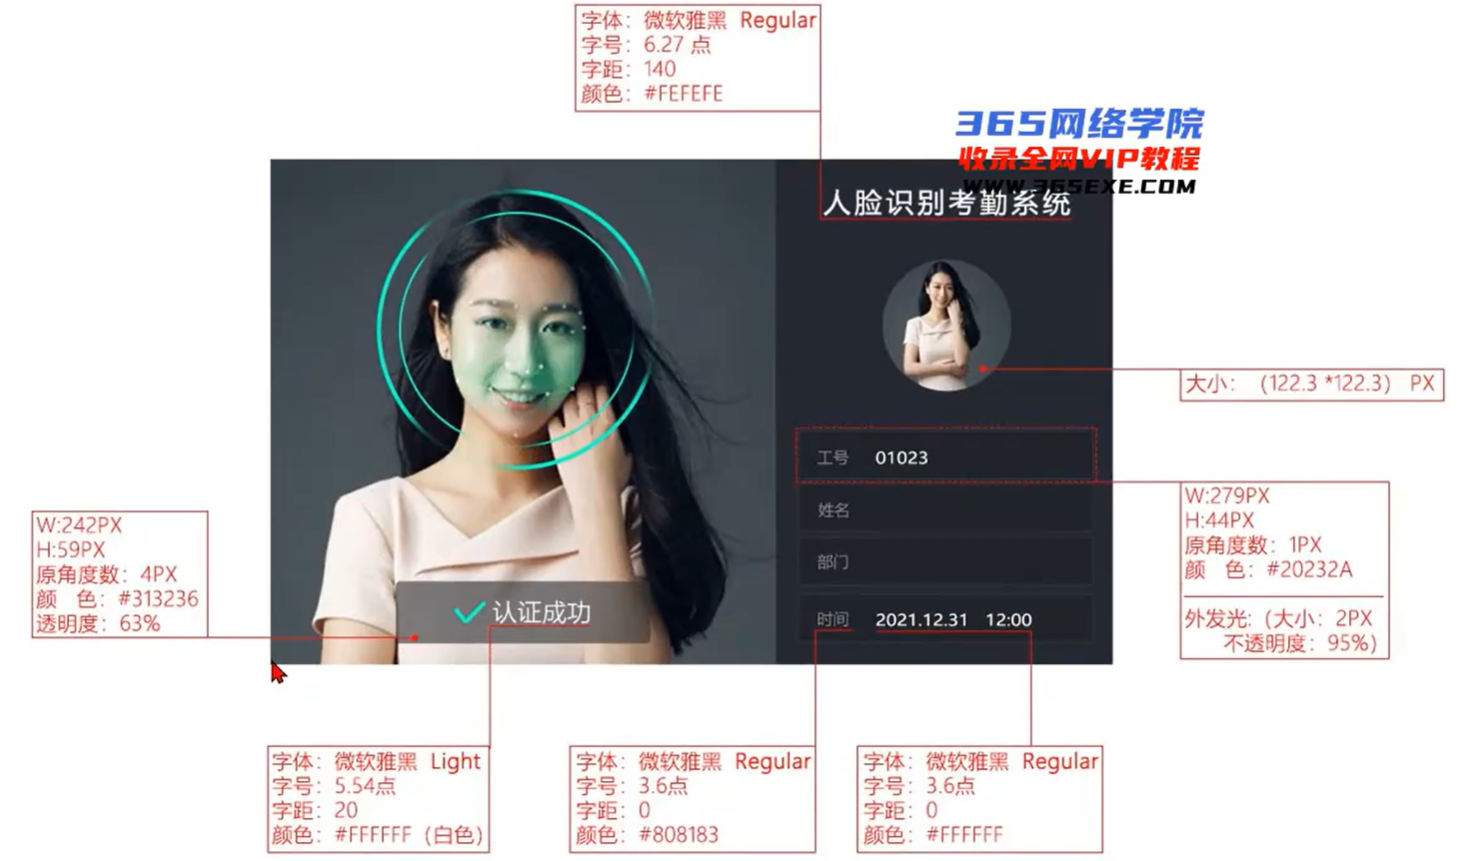 字体：微软雅黑 Regular
字号：6.27 点
字距：140
颜色：#FEFEFE
365网络学院
收录全网VIP教程
WWW.365EXE.COM
人脸识别考勤系统
大小：（122.3 *122.3） PX
工号 01023
姓名
部门
时间 2021.12.31 12:00
W:279PX
H:44PX
原角度数：1PX
颜 色：#20232A
外发光:（大小：2PX
不透明度：95%）
W:242PX
H:59PX
原角度数：4PX
颜 色：#313236
透明度：63%
认证成功
字体：微软雅黑 Light
字号：5.54点
字距：20
颜色：#FFFFFF（白色）
字体：微软雅黑 Regular
字号：3.6点
字距：0
颜色：#808183
字体：微软雅黑 Regular
字号：3.6点
字距：0
颜色：#FFFFFF